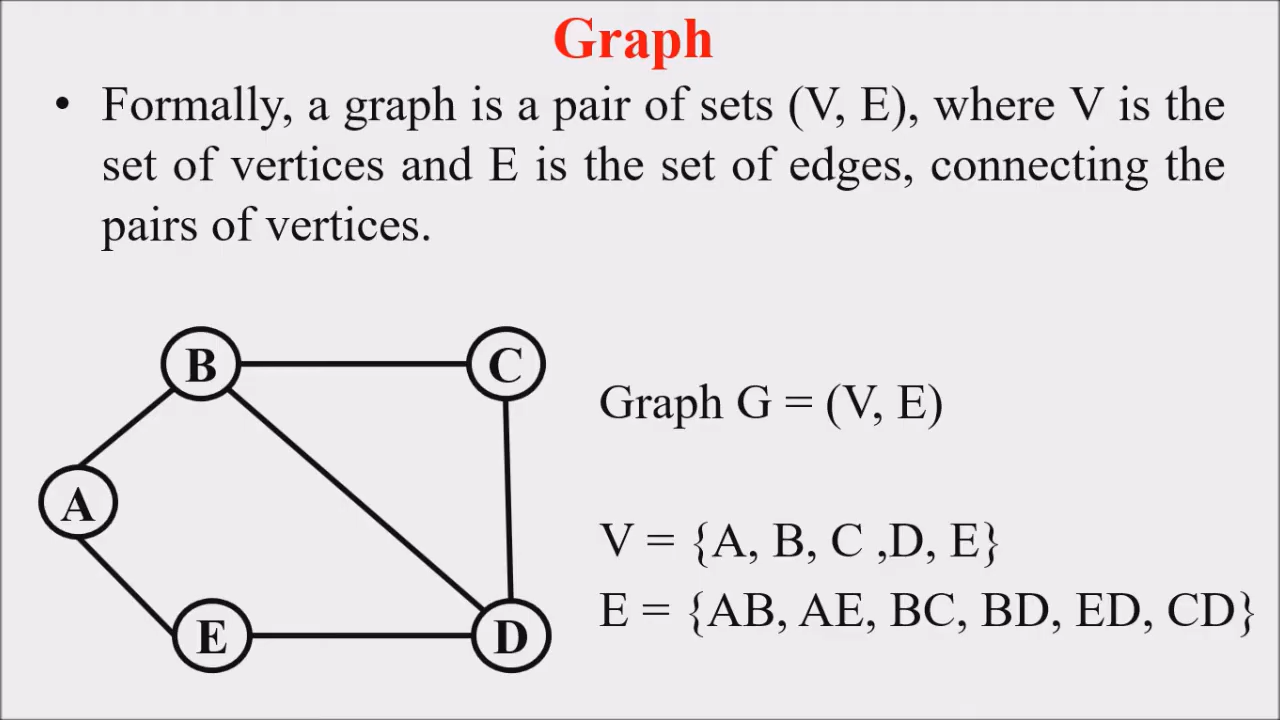 Graph
• Formally, a graph is a pair of sets (V, E), where V is the
set of vertices and E is the set of edges, connecting the
pairs of vertices.
B
C
Graph G = (V, E)
A
V = {A, B, C ,D, E}
E = {AB, AE, BC, BD, ED, CD}
E
D